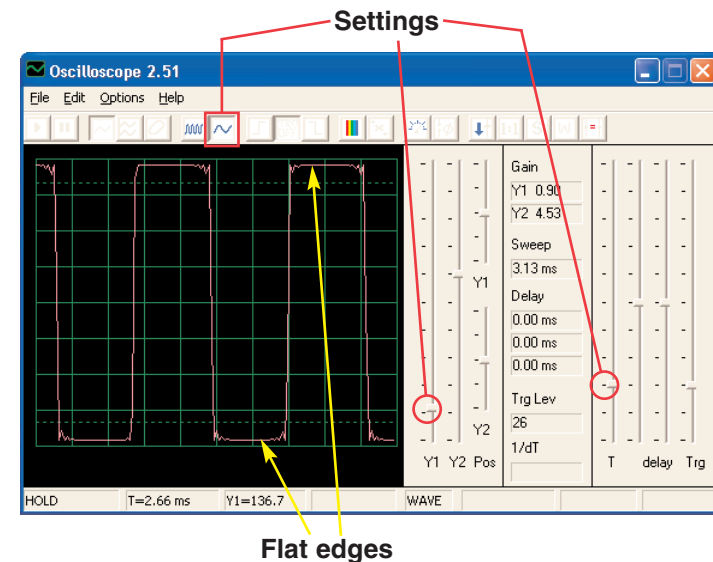 Settings
Oscilloscope 2.51
File Edit Options Help
Gain
Y1 0.90
Y2 4.53
Sweep
3.13 ms
Y1
Delay
0.00 ms
0.00 ms
0.00 ms
Trg Lev
26
Y2
1/dT
Y1 Y2 Pos
T delay Trg
HOLD T=2.66 ms Y1=136.7 WAVE
Flat edges